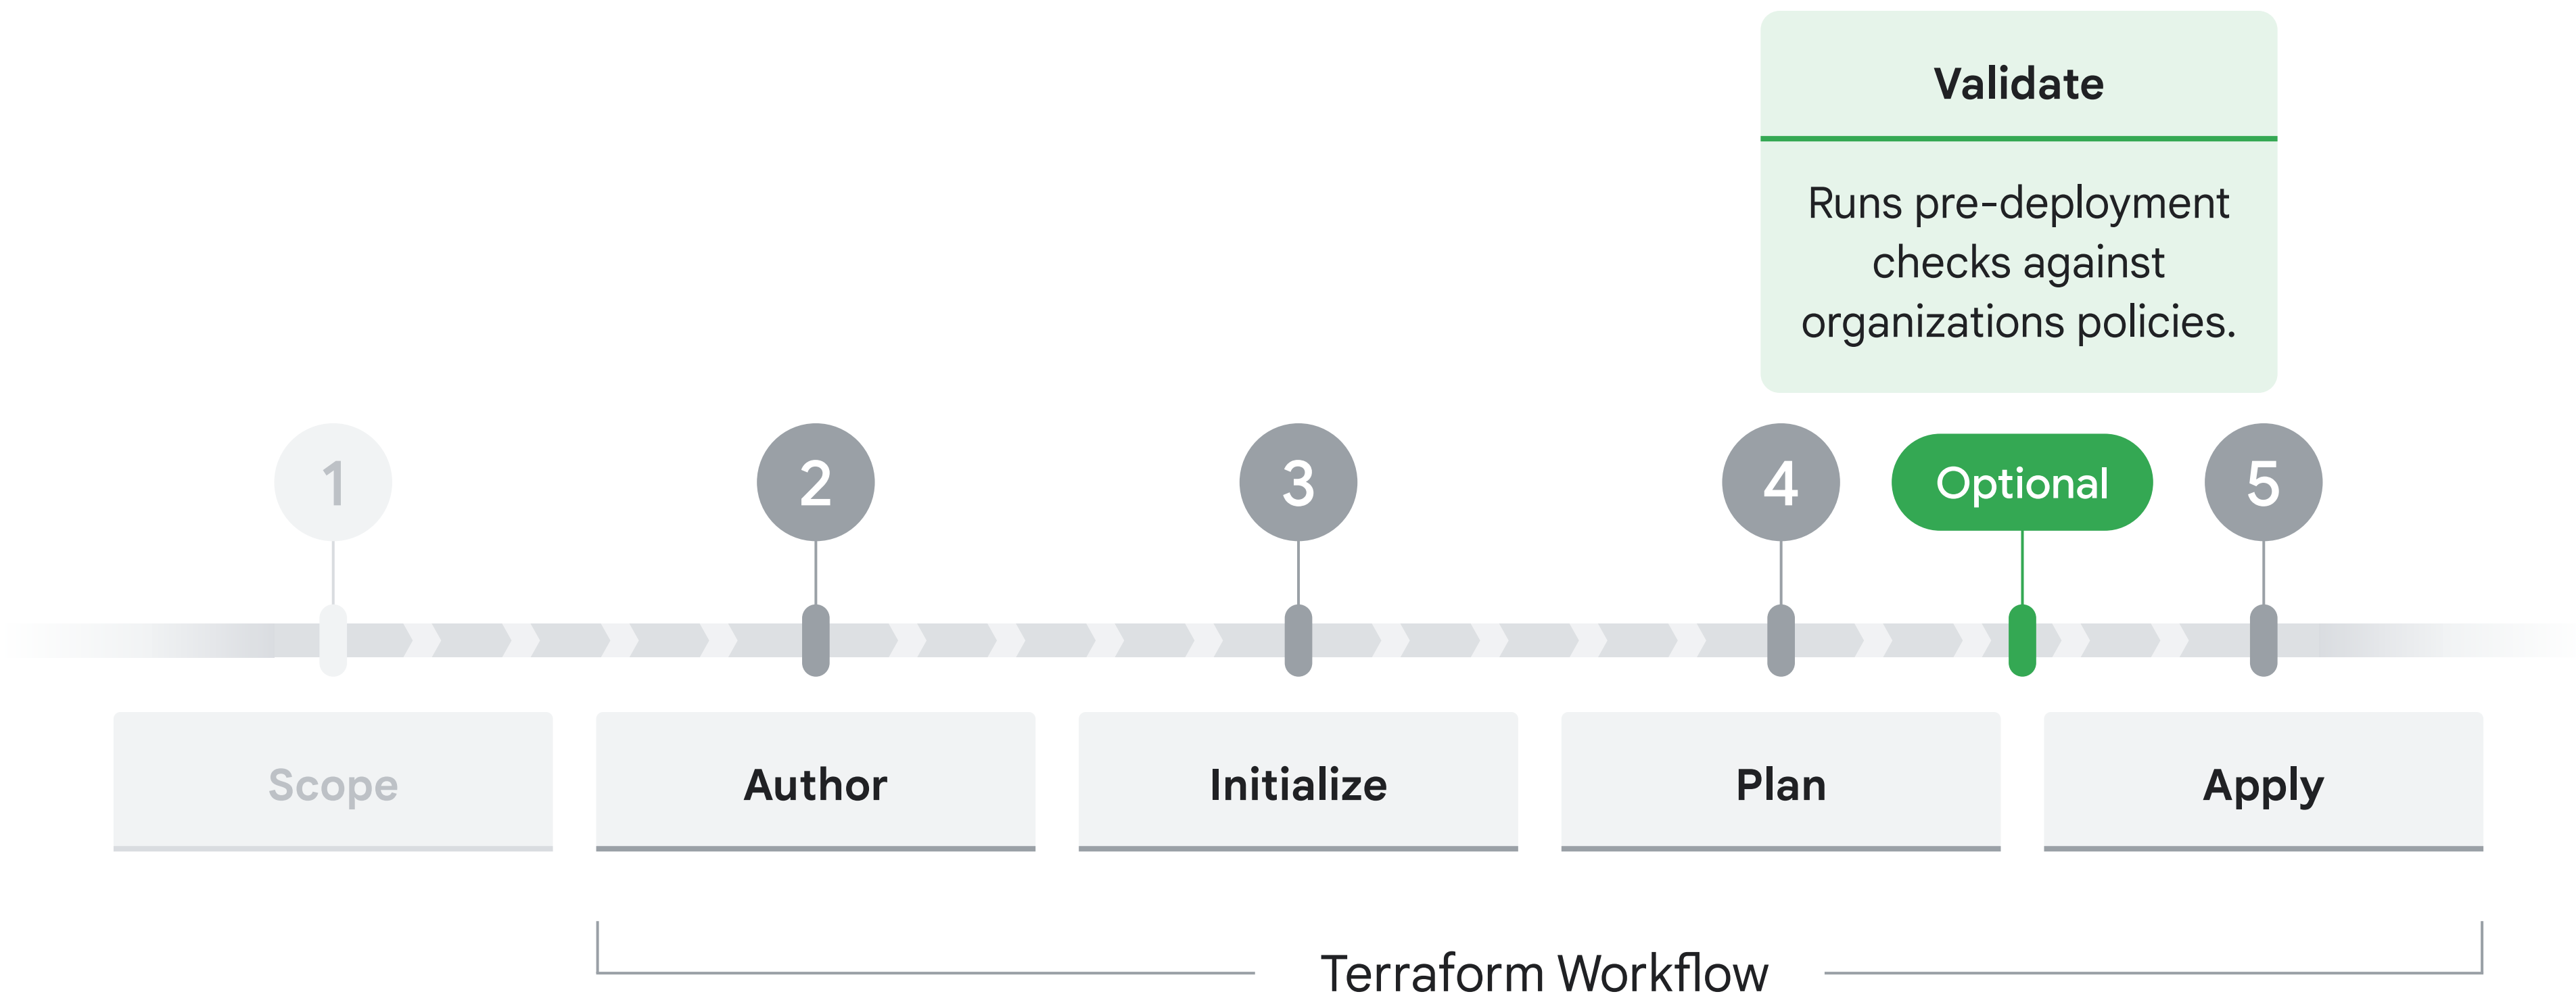 Validate
Runs pre-deployment
checks against
organizations policies.
1
2
3
4
Optional
5
Scope
Author
Initialize
Plan
Apply
Terraform Workflow